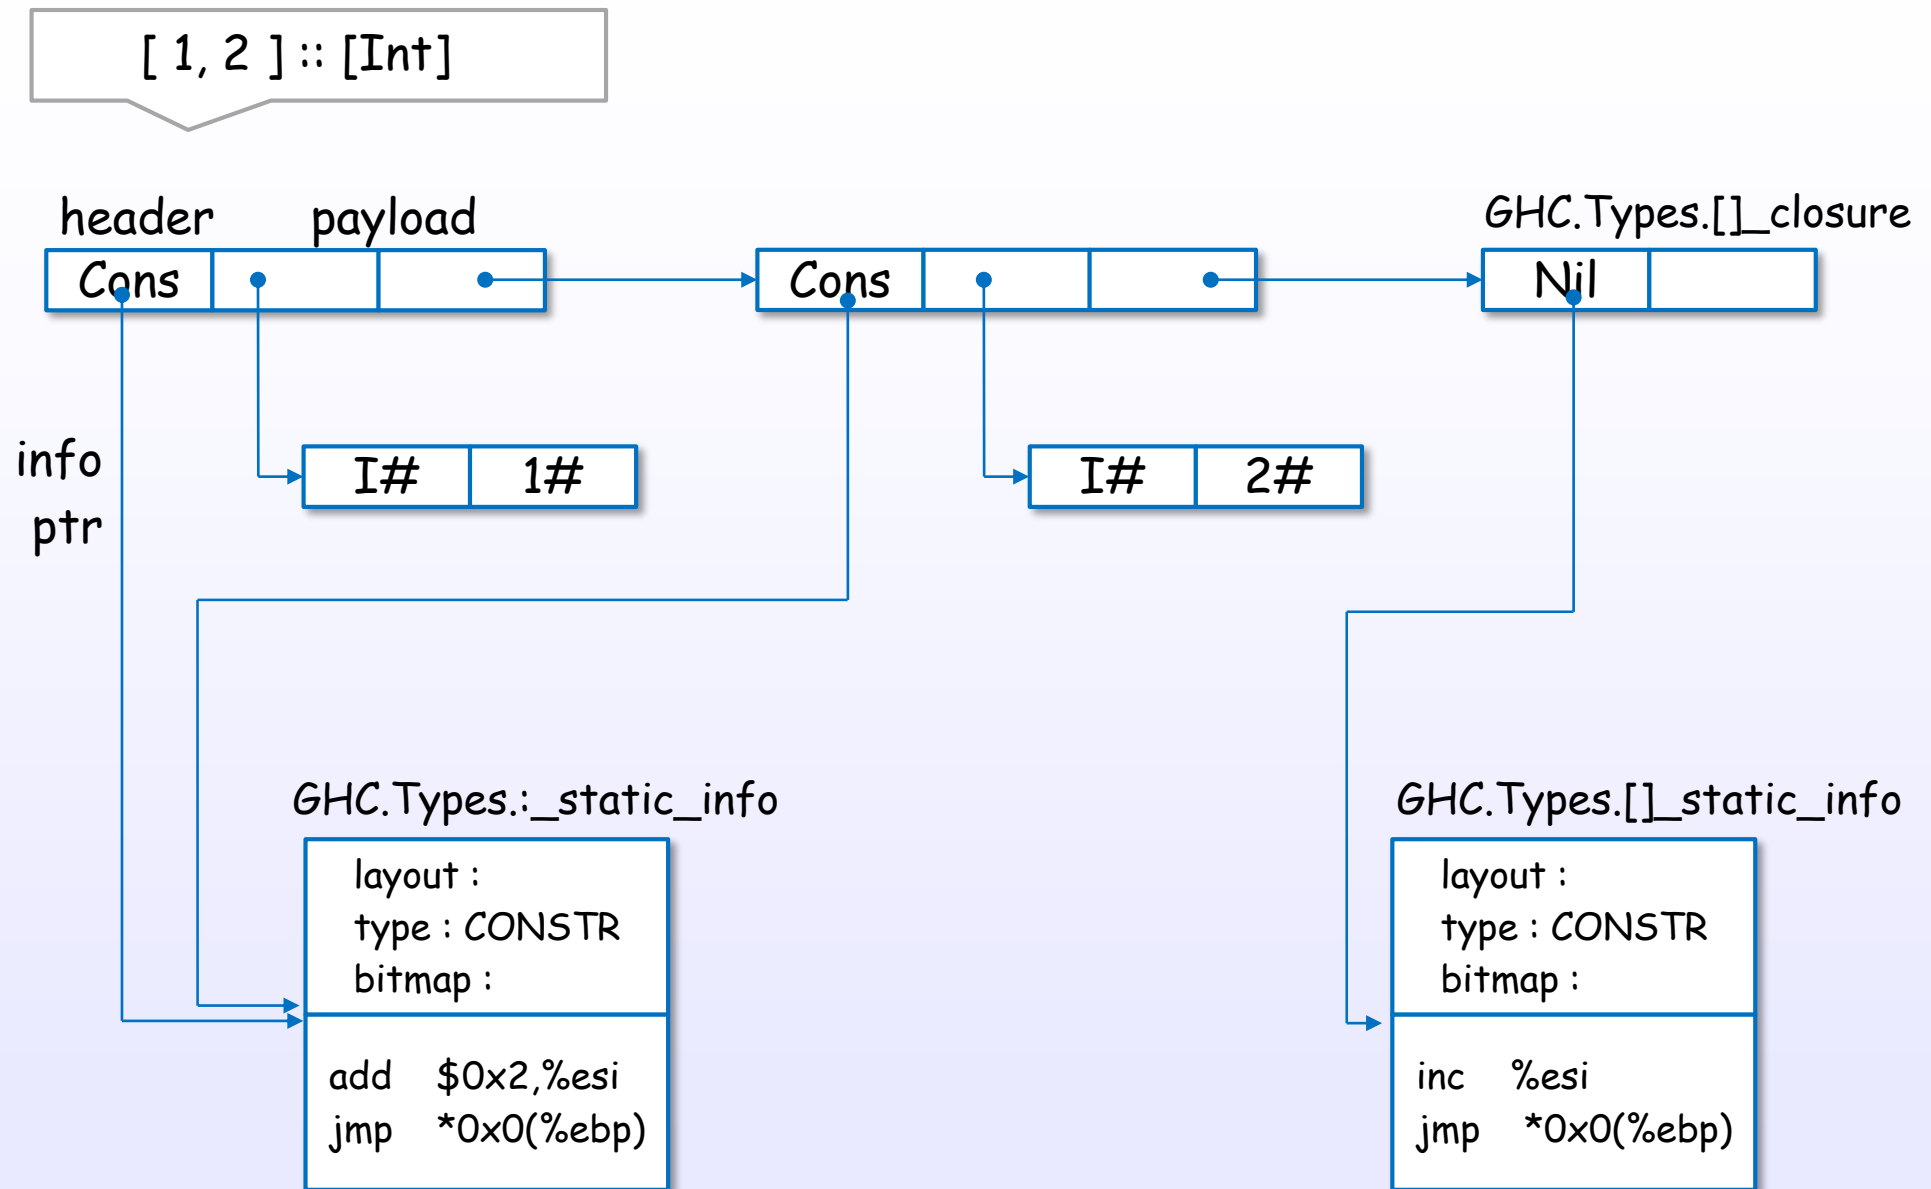 [ 1, 2 ] :: [Int]
header payload
GHC.Types.[]_closure
Cons
Cons
Nil
info
ptr
I# 1#
I# 2#
GHC.Types.:_static_info
layout :
type : CONSTR
bitmap :
add $0x2,%esi
jmp *0x0(%ebp)
GHC.Types.[]_static_info
layout :
type : CONSTR
bitmap :
inc %esi
jmp *0x0(%ebp)